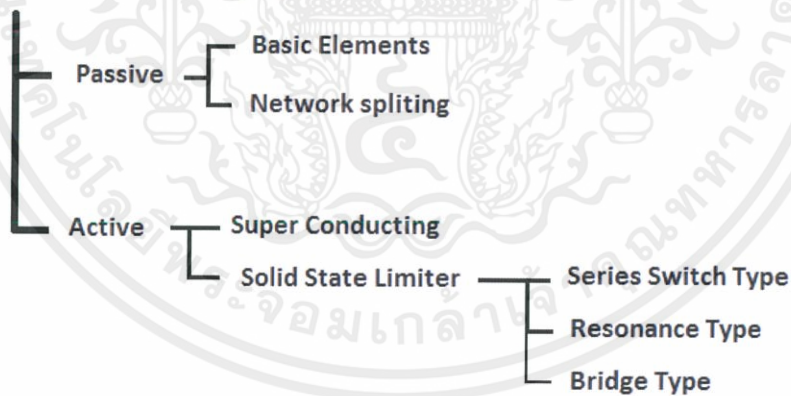 Basic Elements
Passive
Network spliting
Active
Super Conducting
Solid State Limiter
Series Switch Type
Resonance Type
Bridge Type